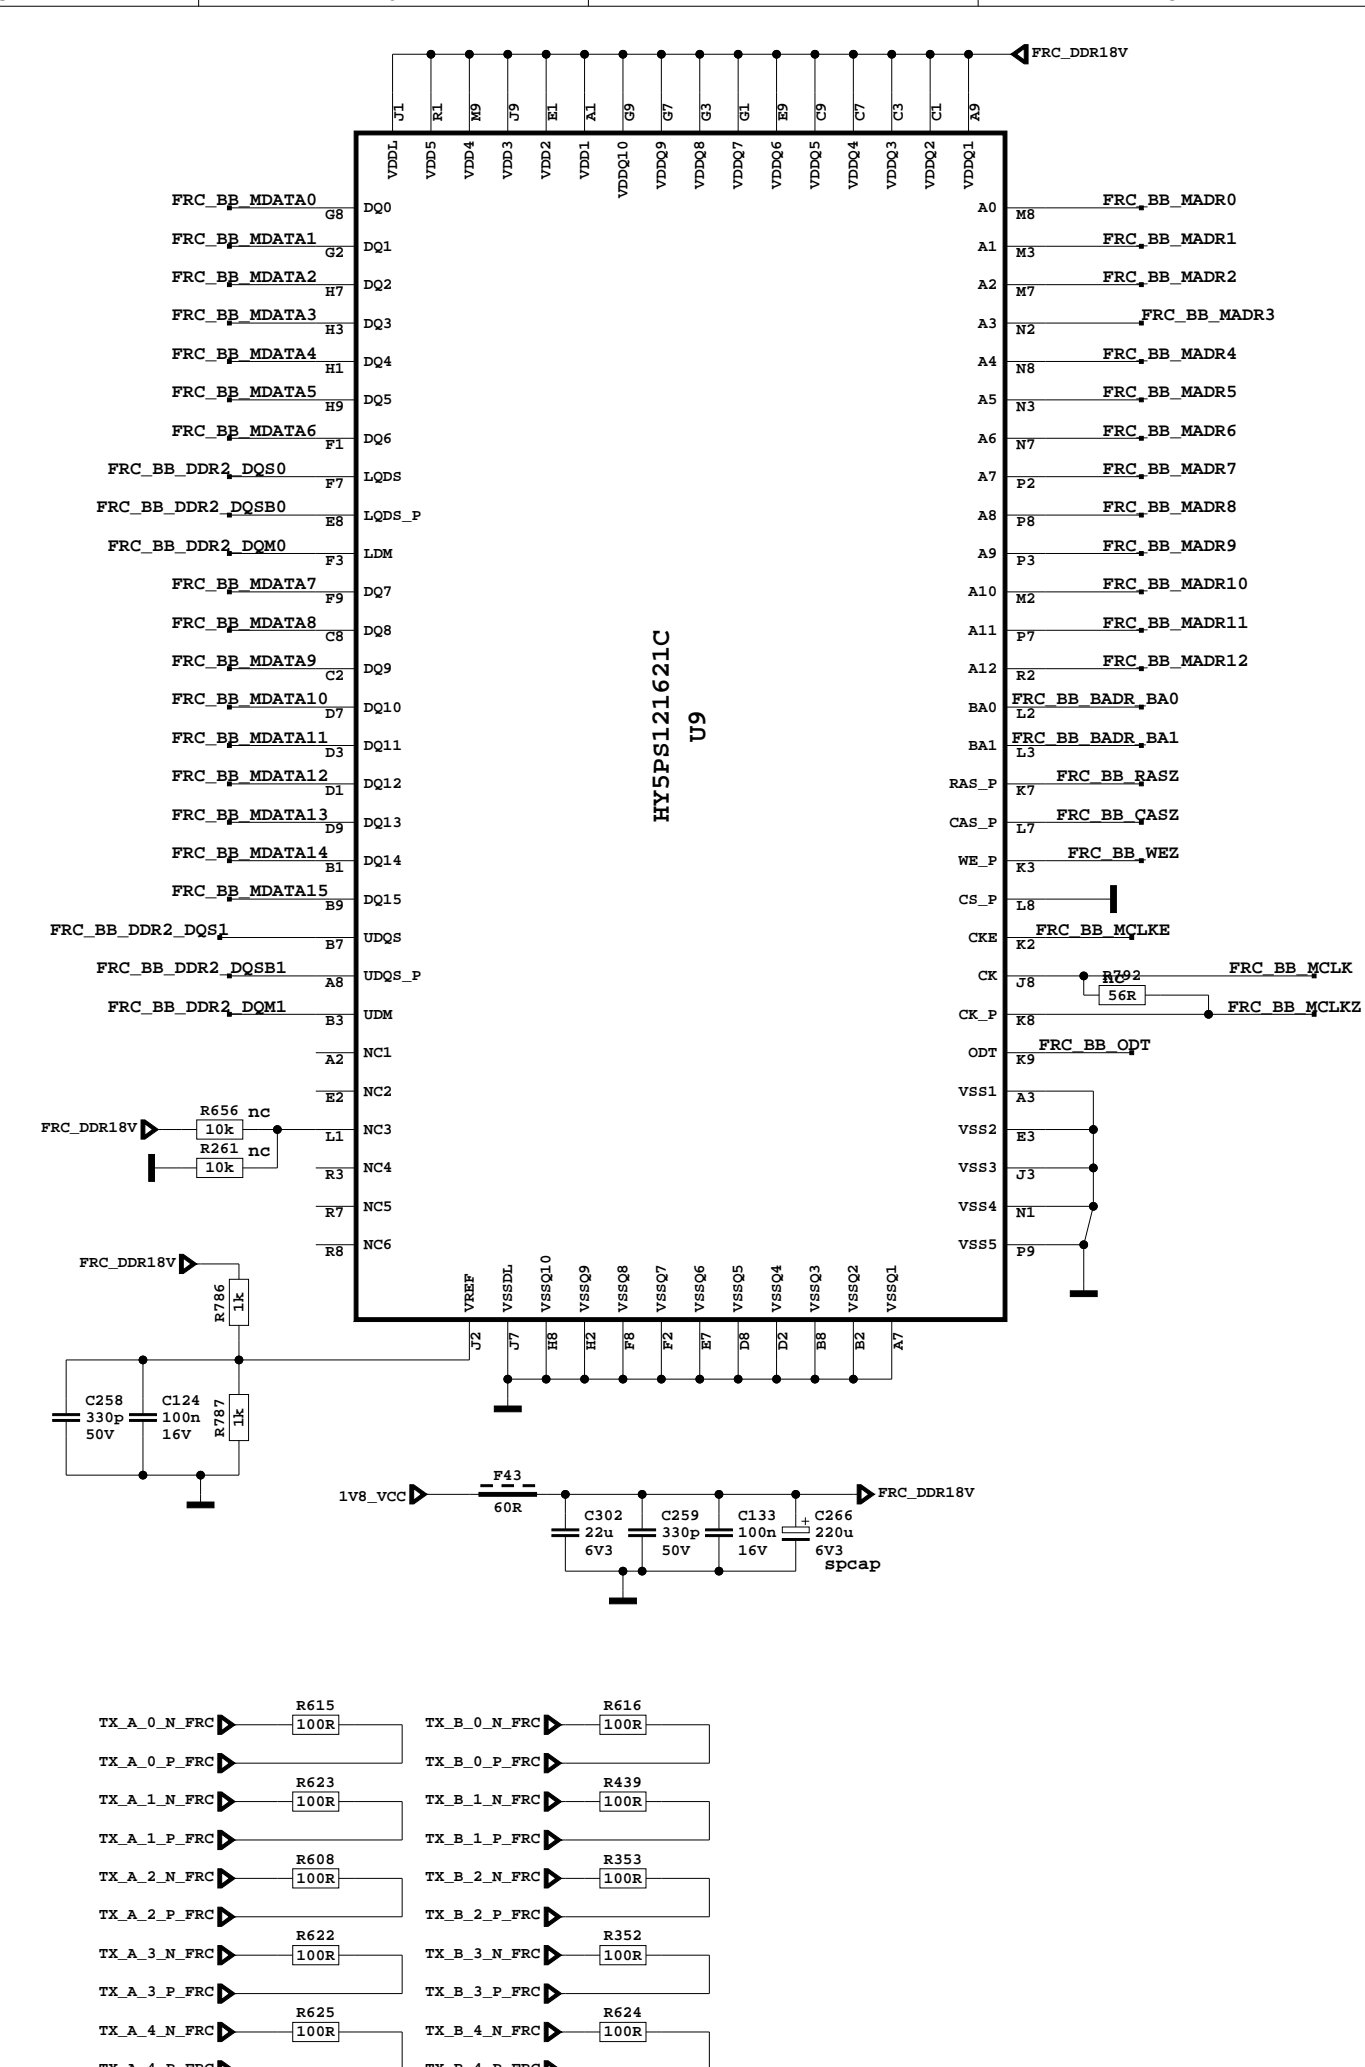 FRC_DDR18V
J1 R1 M9 J9 E1 A1 G9 G7 G3 G1 E9 C9 C7 C3 C1 A9
VDDL VDD5 VDD4 VDD3 VDD2 VDD1 VDDQ10 VDDQ9 VDDQ8 VDDQ7 VDDQ6 VDDQ5 VDDQ4 VDDQ3 VDDQ2 VDDQ1
FRC_BB_MDATA0 G8 DQ0 A0 M8 FRC_BB_MADR0
FRC_BB_MDATA1 G2 DQ1 A1 M3 FRC_BB_MADR1
FRC_BB_MDATA2 H7 DQ2 A2 M7 FRC_BB_MADR2
FRC_BB_MDATA3 H3 DQ3 A3 N2 FRC_BB_MADR3
FRC_BB_MDATA4 H1 DQ4 A4 N8 FRC_BB_MADR4
FRC_BB_MDATA5 H9 DQ5 A5 N3 FRC_BB_MADR5
FRC_BB_MDATA6 F1 DQ6 A6 N7 FRC_BB_MADR6
FRC_BB_DDR2_DQS0 F7 LQDS A7 P2 FRC_BB_MADR7
FRC_BB_DDR2_DQSB0 E8 LQDS_P A8 P8 FRC_BB_MADR8
FRC_BB_DDR2_DQM0 F3 LDM A9 P3 FRC_BB_MADR9
FRC_BB_MDATA7 F9 DQ7 A10 M2 FRC_BB_MADR10
FRC_BB_MDATA8 C8 DQ8 A11 P7 FRC_BB_MADR11
FRC_BB_MDATA9 C2 DQ9 A12 R2 FRC_BB_MADR12
FRC_BB_MDATA10 D7 DQ10 BA0 L2 FRC_BB_BADR_BA0
FRC_BB_MDATA11 D3 DQ11 BA1 L3 FRC_BB_BADR_BA1
HY5PS121621C
U9
FRC_BB_MDATA12 D1 DQ12 RAS_P K7 FRC_BB_RASZ
FRC_BB_MDATA13 D9 DQ13 CAS_P L7 FRC_BB_CASZ
FRC_BB_MDATA14 B1 DQ14 WE_P K3 FRC_BB_WEZ
FRC_BB_MDATA15 B9 DQ15 CS_P L8
FRC_BB_DDR2_DQS1 B7 UDQS CKE K2 FRC_BB_MCLKE
FRC_BB_DDR2_DQSB1 A8 UDQS_P CK J8 R792 nc FRC_BB_MCLK
56R
FRC_BB_DDR2_DQM1 B3 UDM CK_P K8 FRC_BB_MCLKZ
A2 NC1 ODT K9 FRC_BB_ODT
E2 NC2 VSS1 A3
R656 nc
FRC_DDR18V 10k L1 NC3 VSS2 E3
R261 nc
10k R3 NC4 VSS3 J3
R7 NC5 VSS4 N1
R8 NC6 VSS5 P9
FRC_DDR18V
R786 1k
VREF VSSDL VSSQ10 VSSQ9 VSSQ8 VSSQ7 VSSQ6 VSSQ5 VSSQ4 VSSQ3 VSSQ2 VSSQ1
J2 J7 H8 H2 F8 F2 E7 D8 D2 B8 B2 A7
C258 C124
330p 100n
50V 16V
R787 1k
F43
1V8_VCC 60R FRC_DDR18V
C302 C259 C133 + C266
22u 330p 100n 220u
6V3 50V 16V 6V3
spcap
R615 R616
TX_A_0_N_FRC 100R TX_B_0_N_FRC 100R
TX_A_0_P_FRC TX_B_0_P_FRC
R623 R439
TX_A_1_N_FRC 100R TX_B_1_N_FRC 100R
TX_A_1_P_FRC TX_B_1_P_FRC
R608 R353
TX_A_2_N_FRC 100R TX_B_2_N_FRC 100R
TX_A_2_P_FRC TX_B_2_P_FRC
R622 R352
TX_A_3_N_FRC 100R TX_B_3_N_FRC 100R
TX_A_3_P_FRC TX_B_3_P_FRC
R625 R624
TX_A_4_N_FRC 100R TX_B_4_N_FRC 100R
TX_A_4_P_FRC TX_B_4_P_FRC